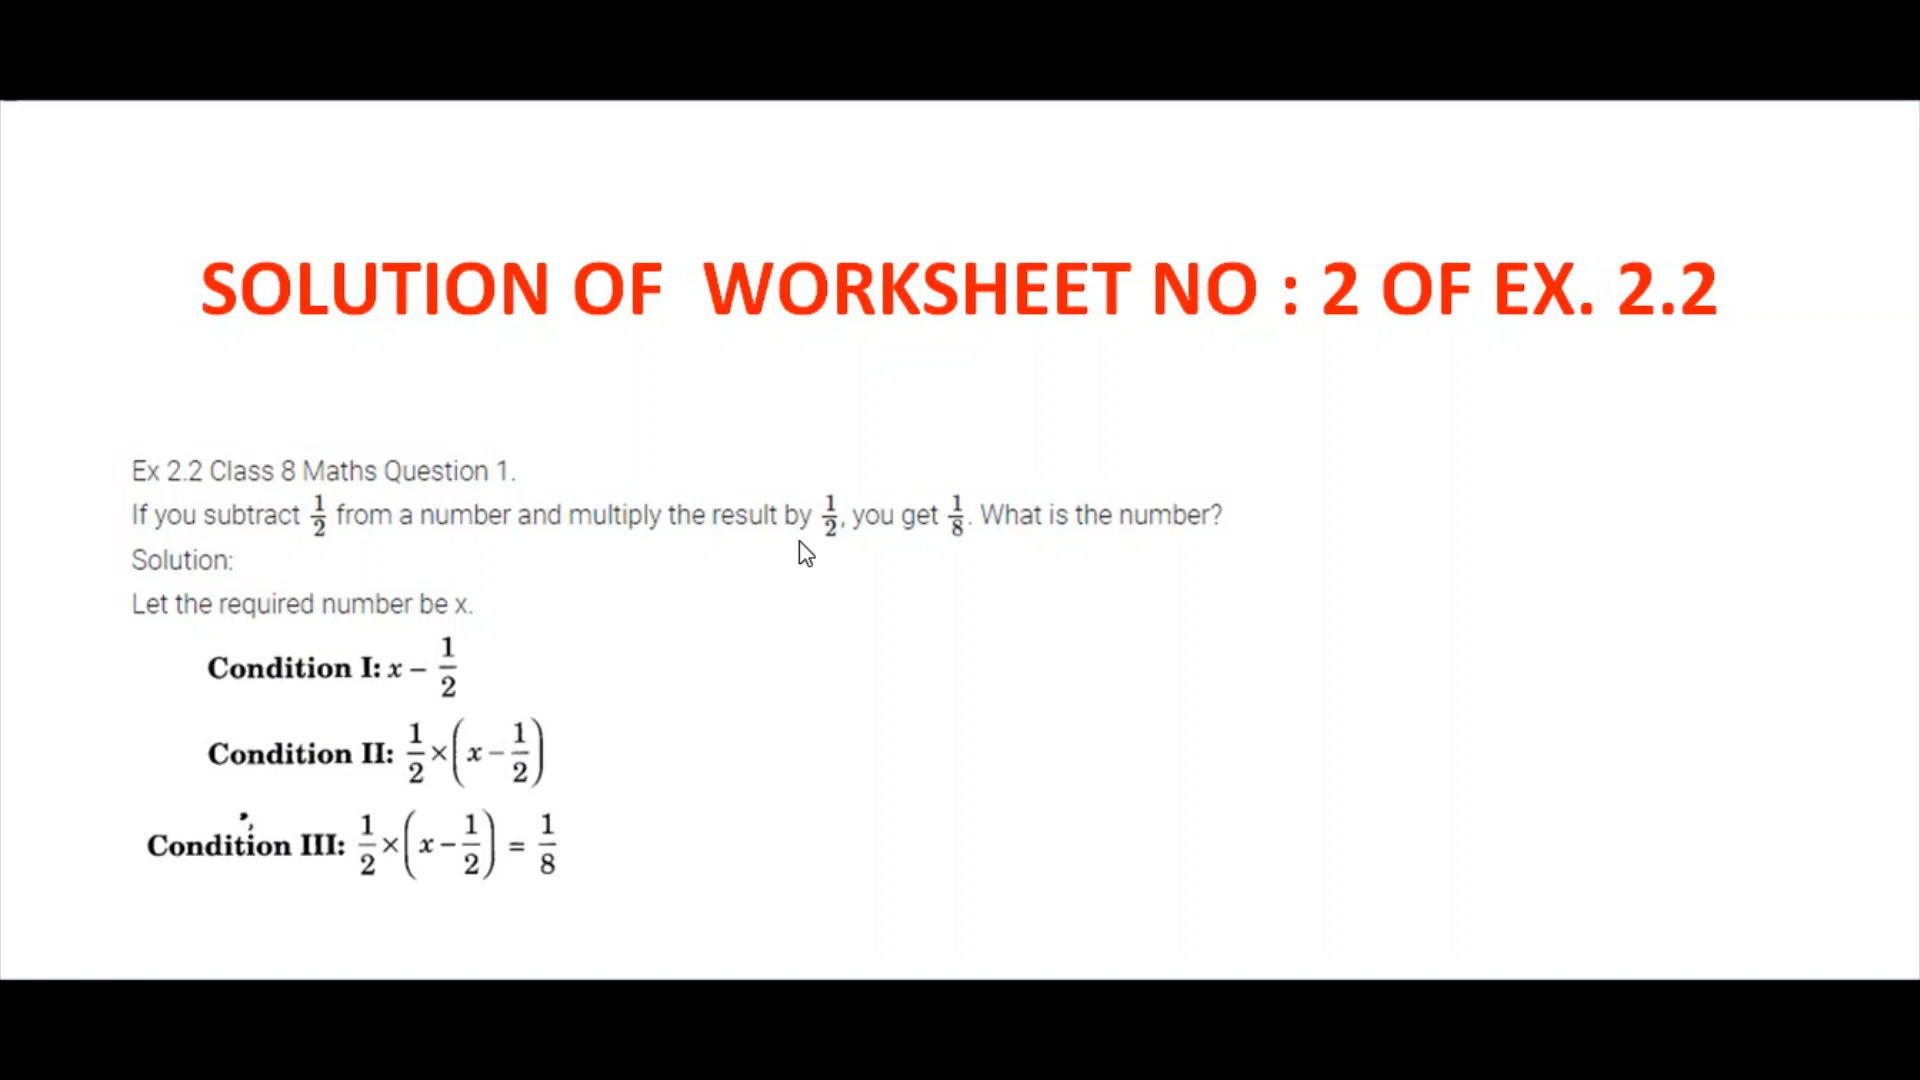 SOLUTION OF WORKSHEET NO : 2 OF EX. 2.2
Ex 2.2 Class 8 Maths Question 1.
If you subtract 1/2 from a number and multiply the result by 1/2, you get 1/8. What is the number?
Solution:
Let the required number be x.
Condition I: x – 1/2
Condition II: 1/2 × (x – 1/2)
Condition III: 1/2 × (x – 1/2) = 1/8